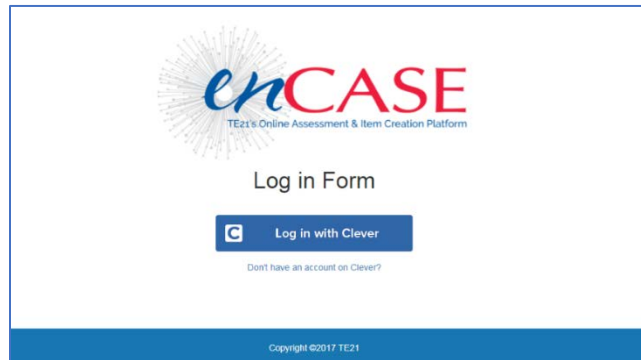 enCASE
TE21's Online Assessment & Item Creation Platform
Log in Form
C Log in with Clever
Don't have an account on Clever?
Copyright ©2017 TE21